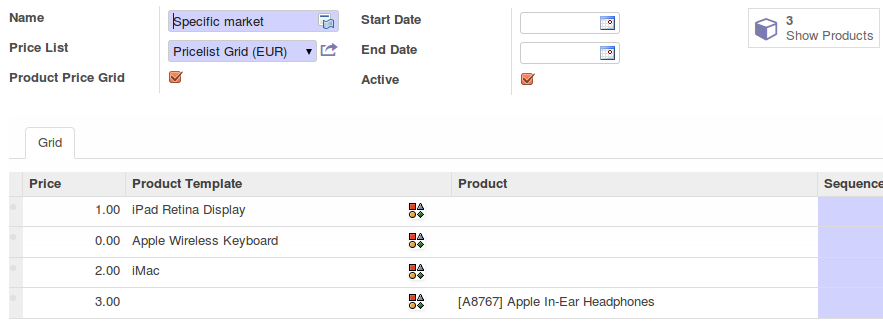 Name Specific market Start Date 3 Show Products
Price List Pricelist Grid (EUR) End Date
Product Price Grid Active
Grid
Price Product Template Product Sequence
1.00 iPad Retina Display
0.00 Apple Wireless Keyboard
2.00 iMac
3.00 [A8767] Apple In-Ear Headphones